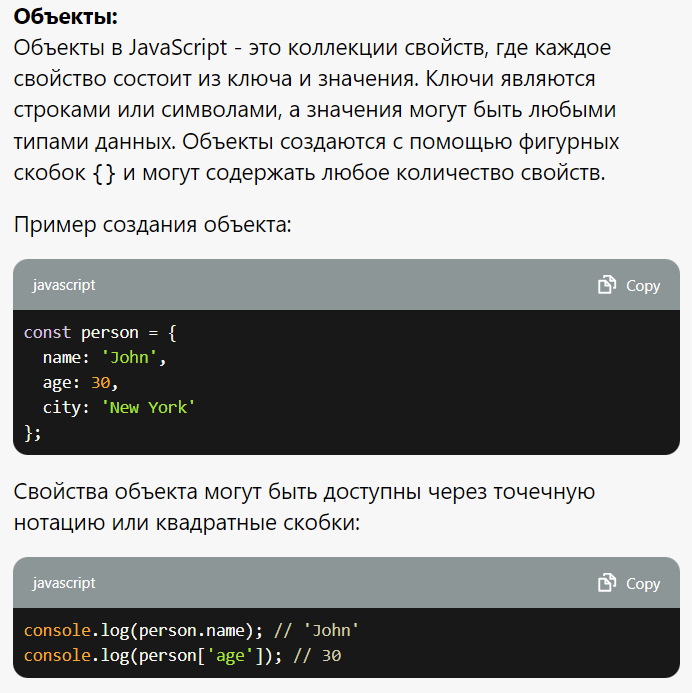 Объекты:
Объекты в JavaScript - это коллекции свойств, где каждое
свойство состоит из ключа и значения. Ключи являются
строками или символами, а значения могут быть любыми
типами данных. Объекты создаются с помощью фигурных
скобок {} и могут содержать любое количество свойств.
Пример создания объекта:
javascript Copy
const person = {
  name: 'John',
  age: 30,
  city: 'New York'
};
Свойства объекта могут быть доступны через точечную
нотацию или квадратные скобки:
javascript Copy
console.log(person.name); // 'John'
console.log(person['age']); // 30